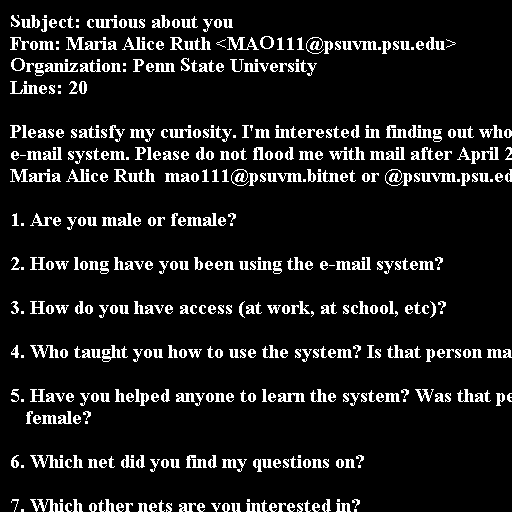 Subject: curious about you
From: Maria Alice Ruth <MAO111@psuvm.psu.edu>
Organization: Penn State University
Lines: 20
Please satisfy my curiosity. I'm interested in finding out who
e-mail system. Please do not flood me with mail after April 2
Maria Alice Ruth mao111@psuvm.bitnet or @psuvm.psu.ed
1. Are you male or female?
2. How long have you been using the e-mail system?
3. How do you have access (at work, at school, etc)?
4. Who taught you how to use the system? Is that person ma
5. Have you helped anyone to learn the system? Was that pe
female?
6. Which net did you find my questions on?
7. Which other nets are you interested in?